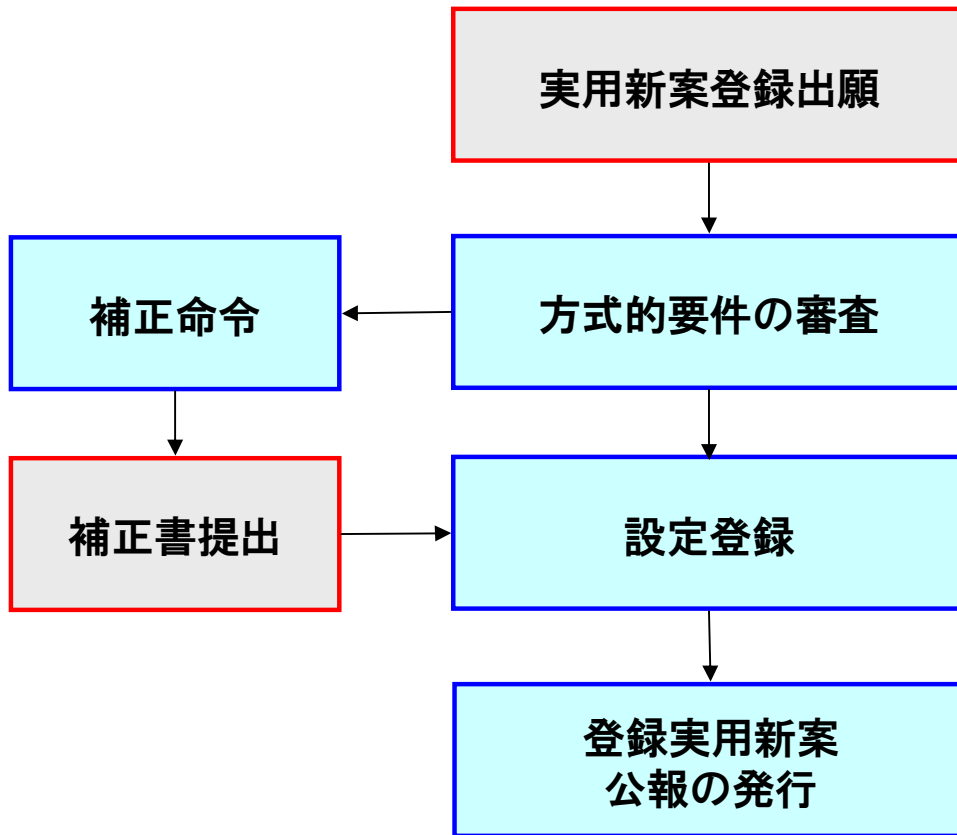 実用新案登録出願
補正命令
方式的要件の審査
補正書提出
設定登録
登録実用新案
公報の発行